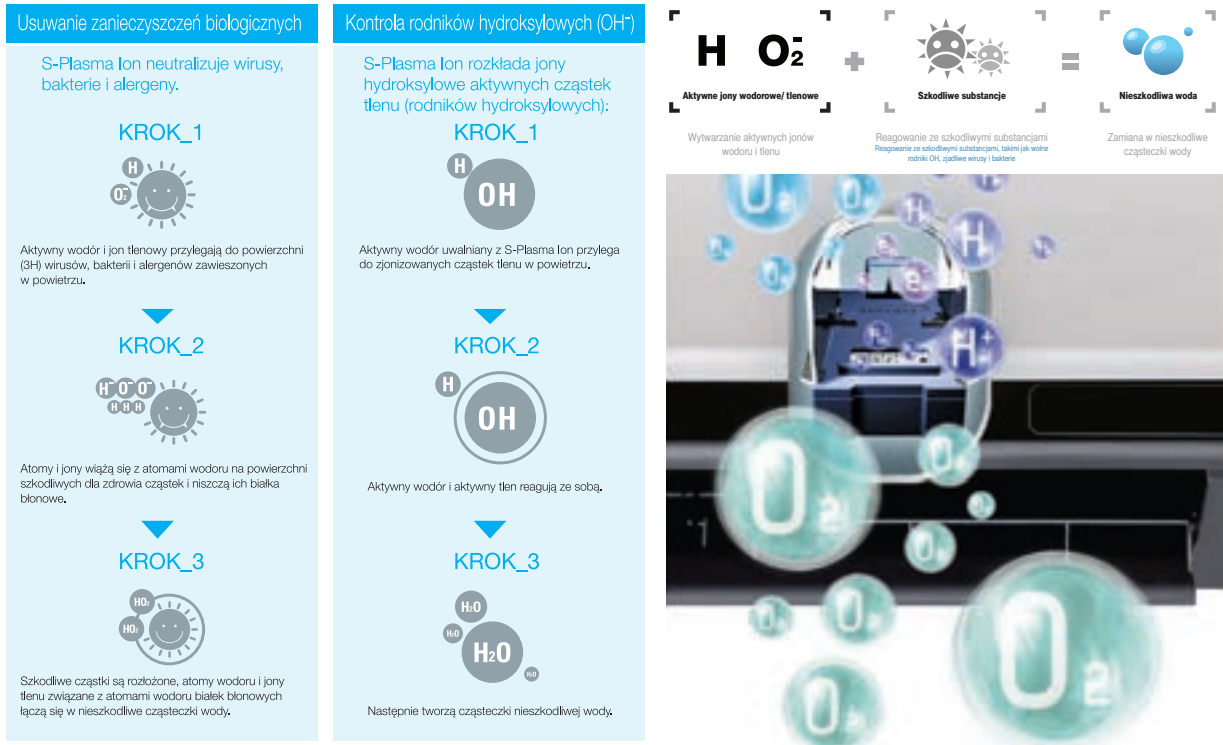 Usuwanie zanieczyszczeń biologicznych
S-Plasma Ion neutralizuje wirusy,
bakterie i alergeny.
KROK_1
H
O₂⁻
Aktywny wodór i jon tlenowy przylegają do powierzchni
(3H) wirusów, bakterii i alergenów zawieszonych
w powietrzu.
KROK_2
H⁻ O⁻ O⁻
H H H
Atomy i jony wiążą się z atomami wodoru na powierzchni
szkodliwych dla zdrowia cząstek i niszczą ich białka
błonowe.
KROK_3
HO₂
HO₂
Szkodliwe cząstki są rozłożone, atomy wodoru i jony
tlenu związane z atomami wodoru białek błonowych
łączą się w nieszkodliwe cząsteczki wody.
Kontrola rodników hydroksylowych (OH⁻)
S-Plasma Ion rozkłada jony
hydroksylowe aktywnych cząstek
tlenu (rodników hydroksylowych):
KROK_1
H
OH
Aktywny wodór uwalniany z S-Plasma Ion przylega
do zjonizowanych cząstek tlenu w powietrzu.
KROK_2
H
OH
Aktywny wodór i aktywny tlen reagują ze sobą.
KROK_3
H₂O
H₂O
H₂O
H₂O
Następnie tworzą cząsteczki nieszkodliwej wody.
H O₂⁻ + =
Aktywne jony wodorowe/ tlenowe
Szkodliwe substancje
Nieszkodliwa woda
Wytwarzanie aktywnych jonów
wodoru i tlenu
Reagowanie ze szkodliwymi substancjami
Reagowanie ze szkodliwymi substancjami, takimi jak wolne
rodniki OH, zjadliwe wirusy i bakterie
Zamiana w nieszkodliwe
cząsteczki wody
O₂
O₂
H
H
e
H⁺
O₂
O₂
O₂
O₂
O₂
O₂
O₂